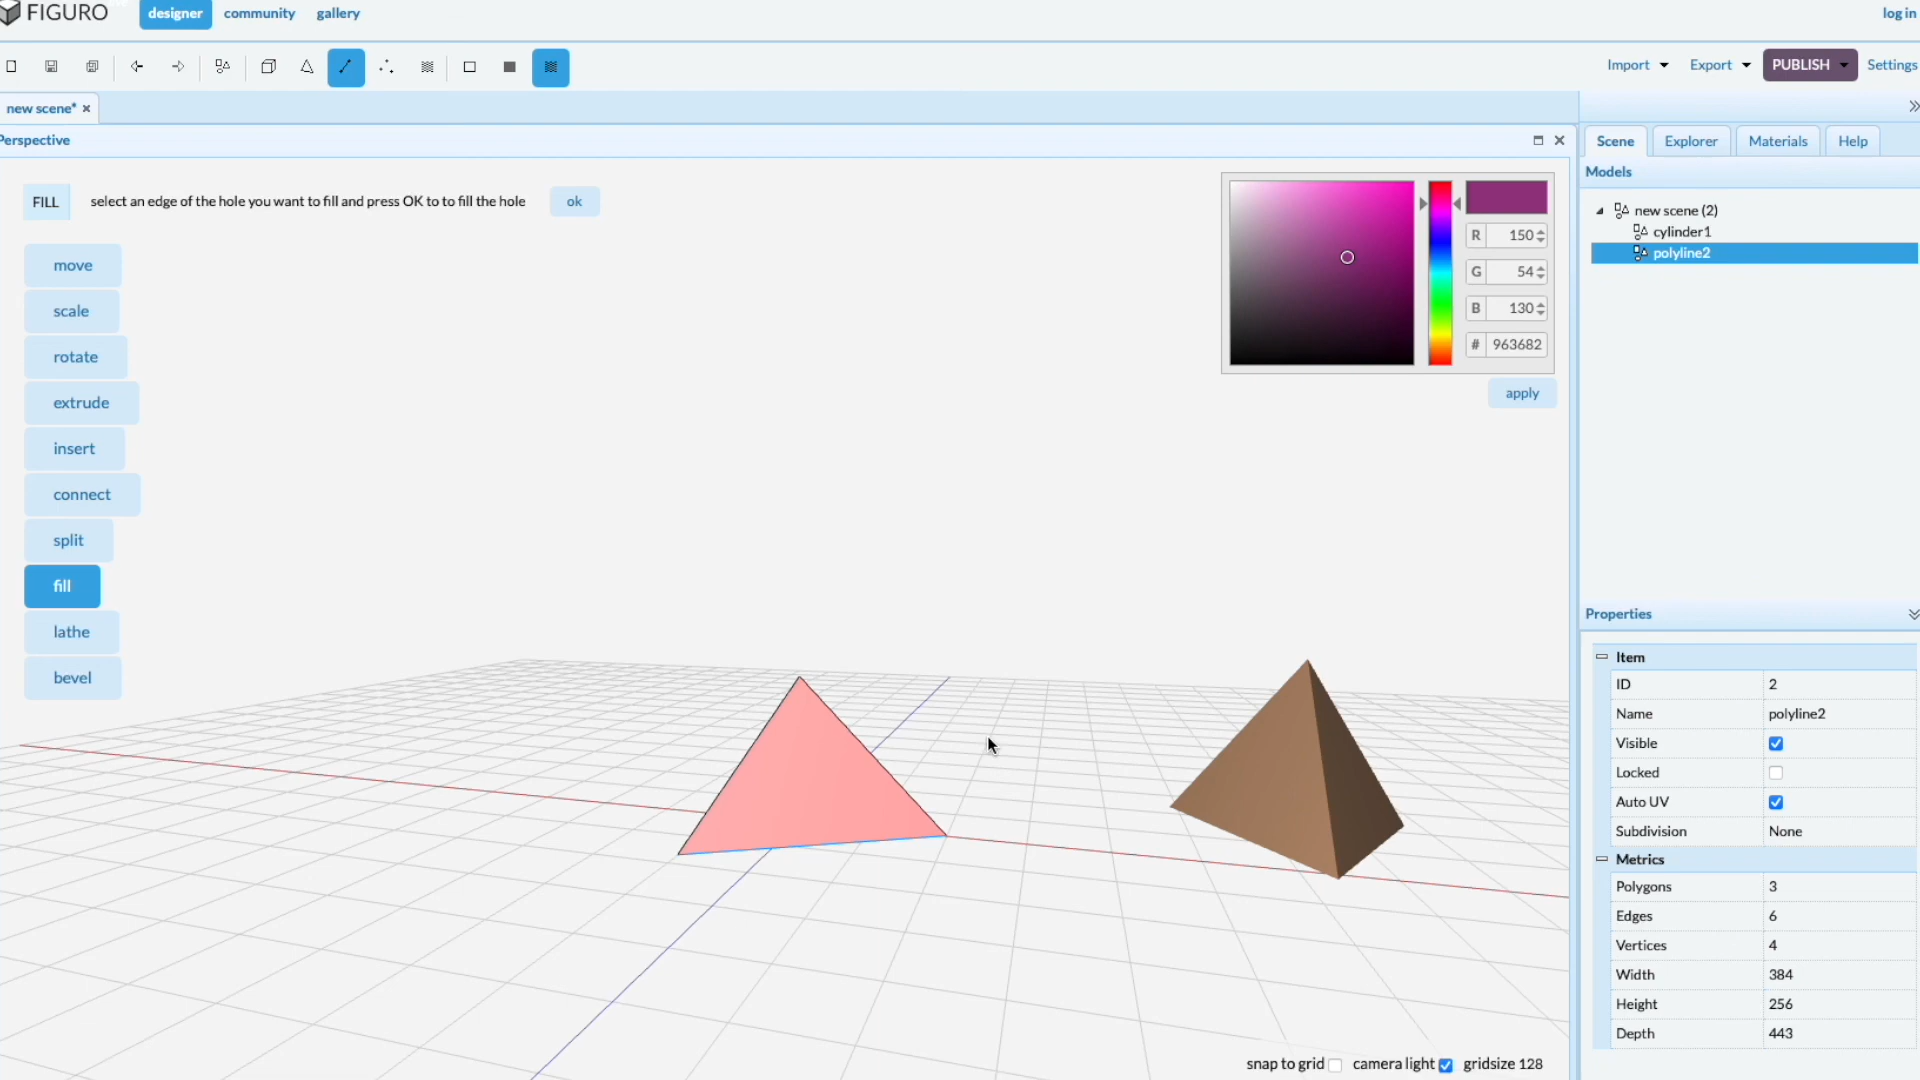 FIGURO
designer
community
gallery
log in
Import
Export
PUBLISH
Settings
new scene*
Perspective
Scene
Explorer
Materials
Help
Models
FILL
select an edge of the hole you want to fill and press OK to to fill the hole
ok
R 150
G 54
B 130
# 963682
apply
new scene (2)
cylinder1
polyline2
move
scale
rotate
extrude
insert
connect
split
fill
lathe
bevel
Properties
Item
ID 2
Name polyline2
Visible
Locked
Auto UV
Subdivision None
Metrics
Polygons 3
Edges 6
Vertices 4
Width 384
Height 256
Depth 443
snap to grid
camera light
gridsize 128